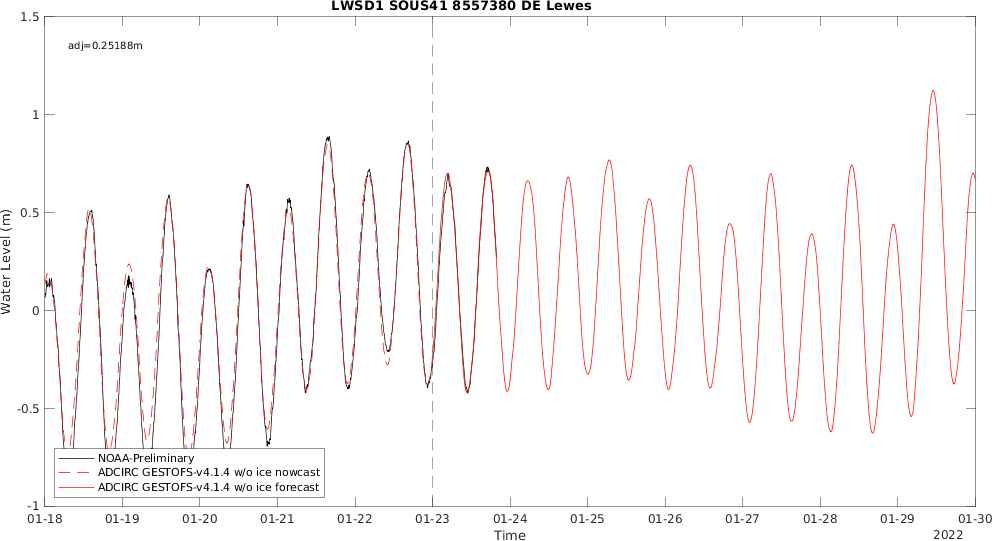 LWSD1 SOUS41 8557380 DE Lewes
1.5
adj=0.25188m
1
0.5
0
-0.5
-1
Water Level (m)
NOAA-Preliminary
ADCIRC GESTOFS-v4.1.4 w/o ice nowcast
ADCIRC GESTOFS-v4.1.4 w/o ice forecast
01-18 01-19 01-20 01-21 01-22 01-23 01-24 01-25 01-26 01-27 01-28 01-29 01-30
Time
2022